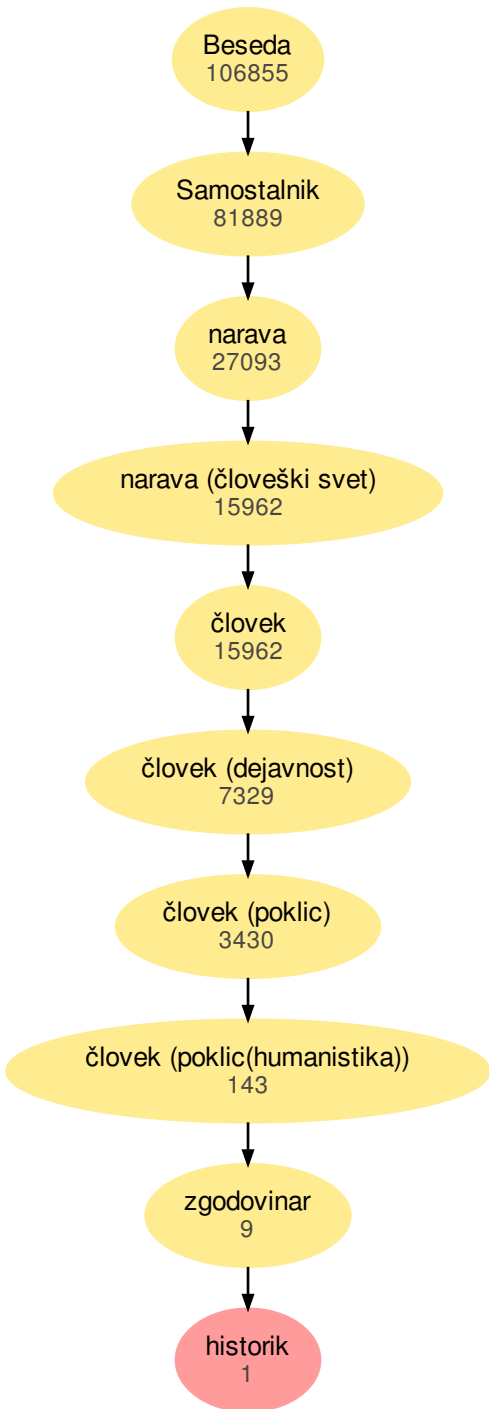 Beseda
106855
Samostalnik
81889
narava
27093
narava (človeški svet)
15962
človek
15962
človek (dejavnost)
7329
človek (poklic)
3430
človek (poklic(humanistika))
143
zgodovinar
9
historik
1